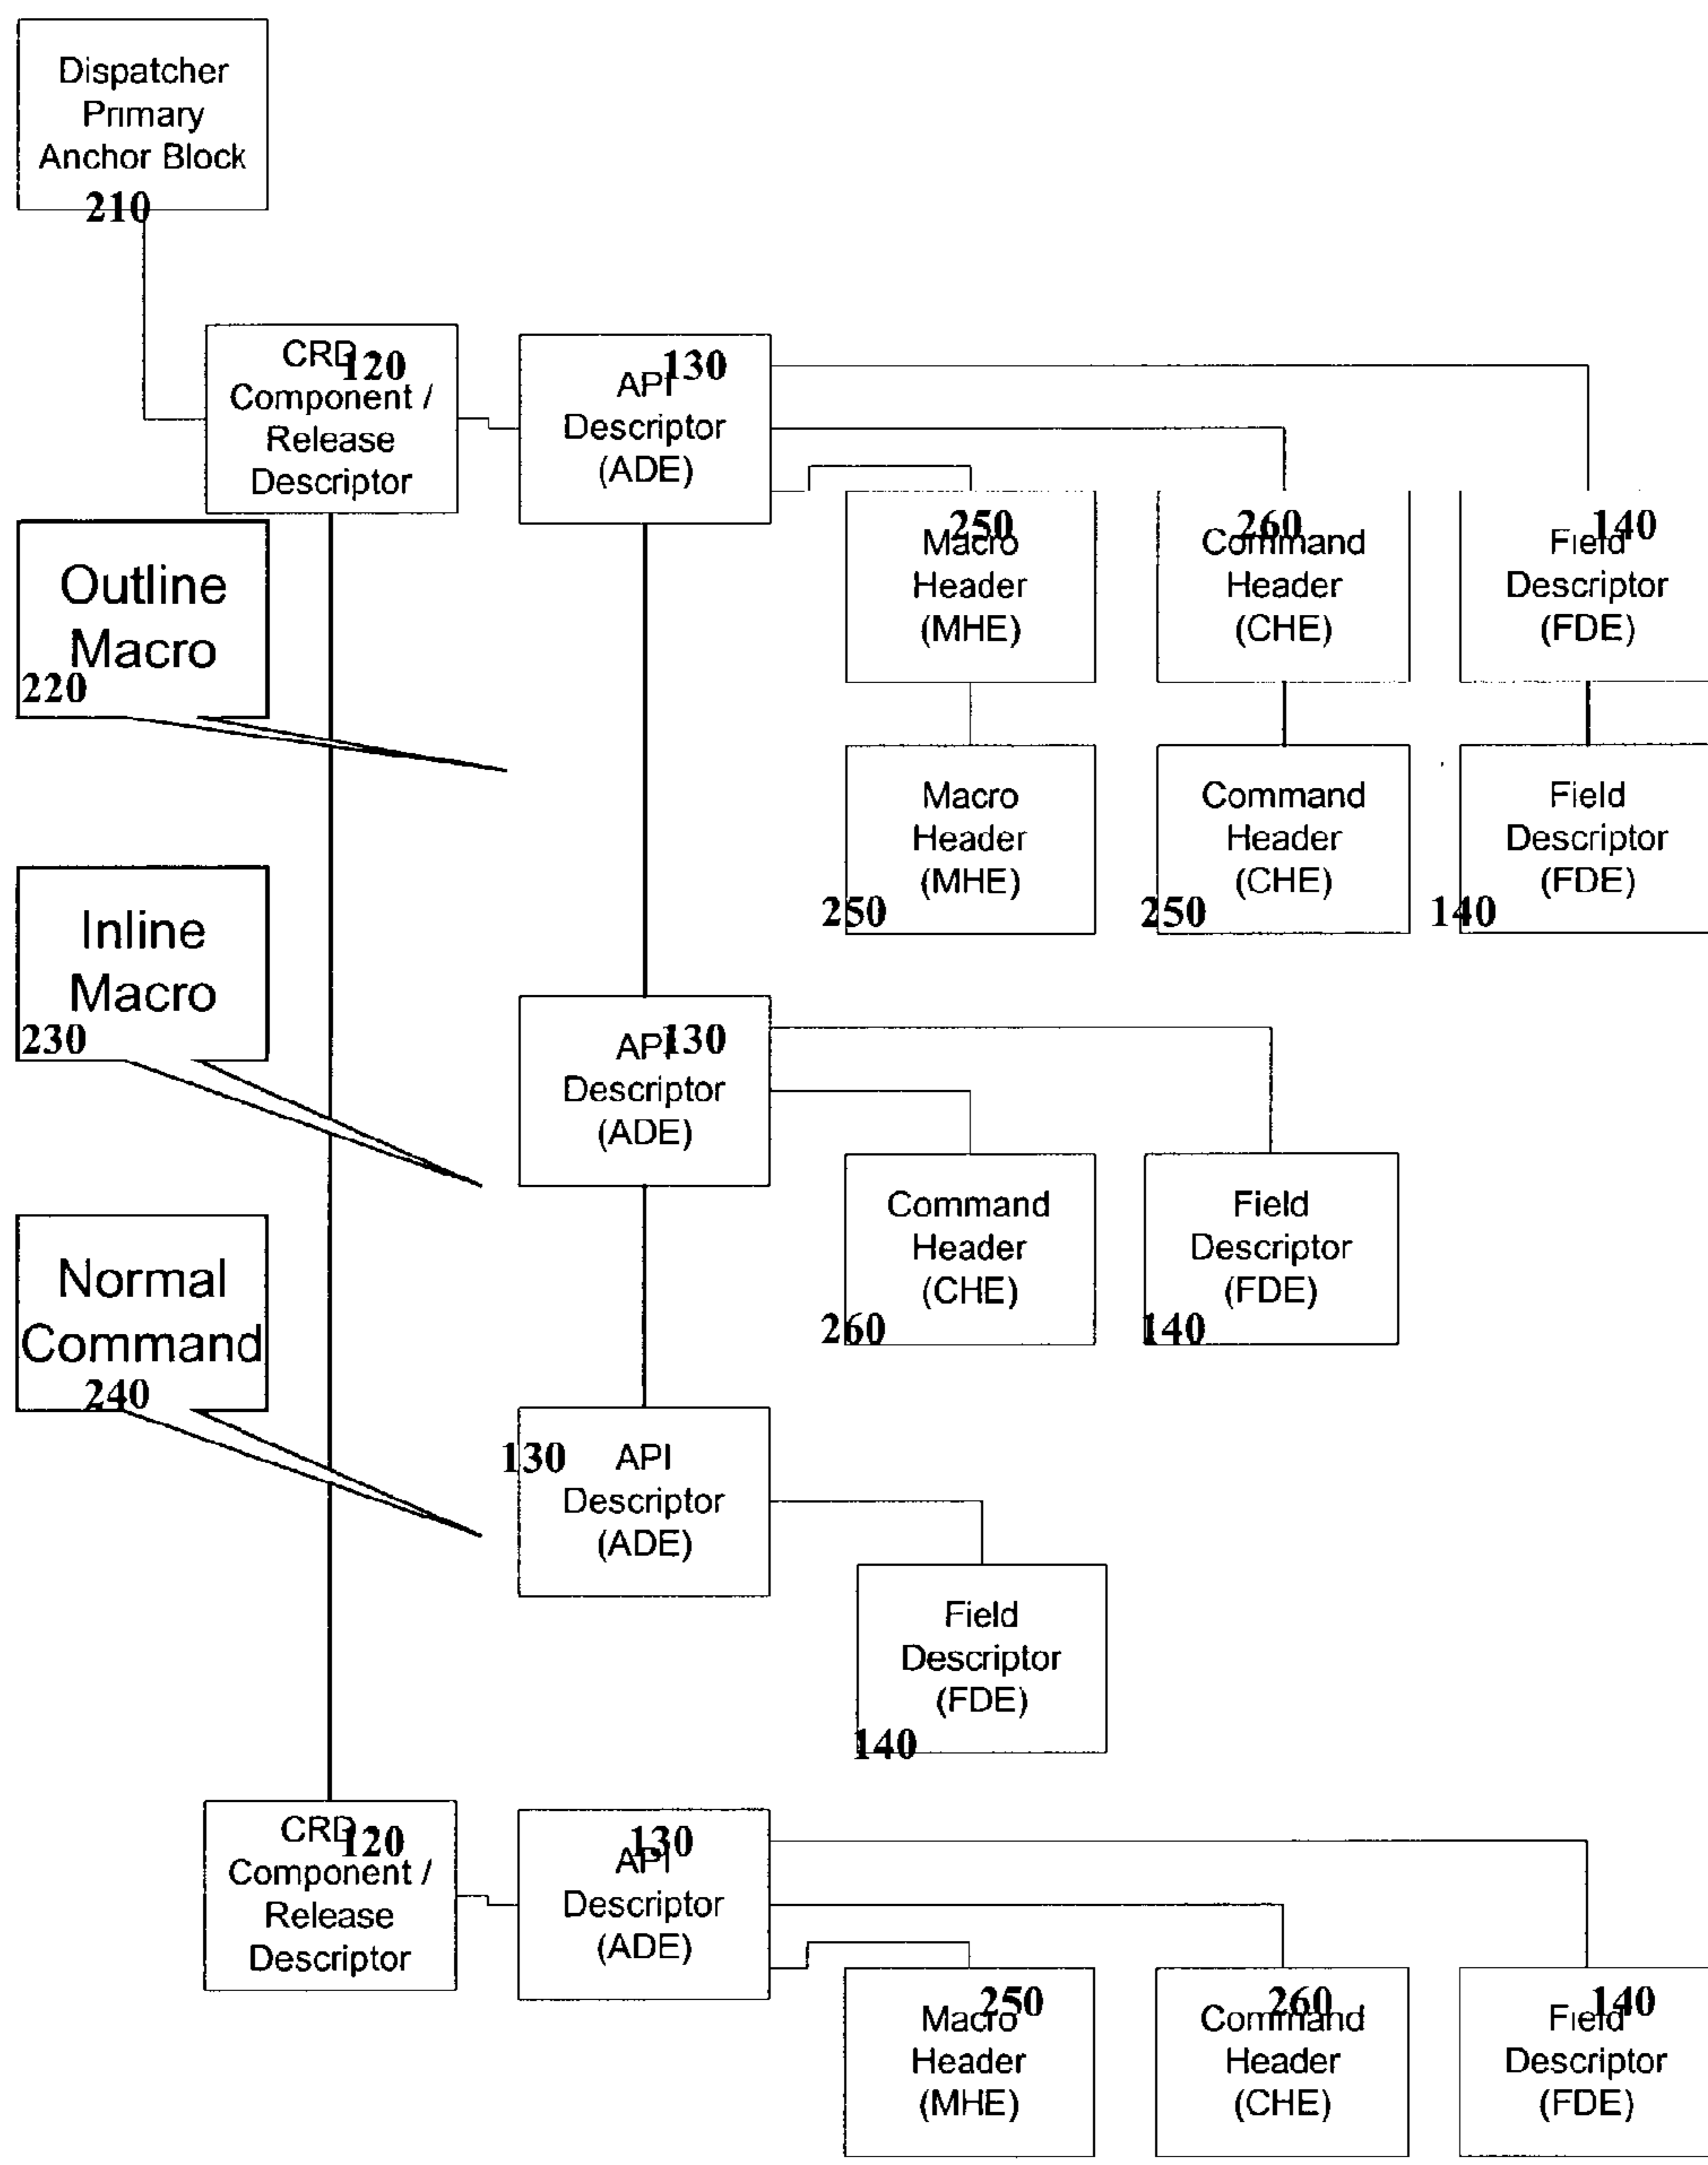 Dispatcher
Primary
Anchor Block
210
CRD
120
Component /
Release
Descriptor
130
API
Descriptor
(ADE)
Outline
Macro
220
250
Macro
Header
(MHE)
260
Command
Header
(CHE)
140
Field
Descriptor
(FDE)
Macro
Header
(MHE)
250
Command
Header
(CHE)
250
Field
Descriptor
(FDE)
140
Inline
Macro
230
130
API
Descriptor
(ADE)
Command
Header
(CHE)
260
Field
Descriptor
(FDE)
140
Normal
Command
240
130
API
Descriptor
(ADE)
Field
Descriptor
(FDE)
140
CRD
120
Component /
Release
Descriptor
130
API
Descriptor
(ADE)
250
Macro
Header
(MHE)
260
Command
Header
(CHE)
140
Field
Descriptor
(FDE)